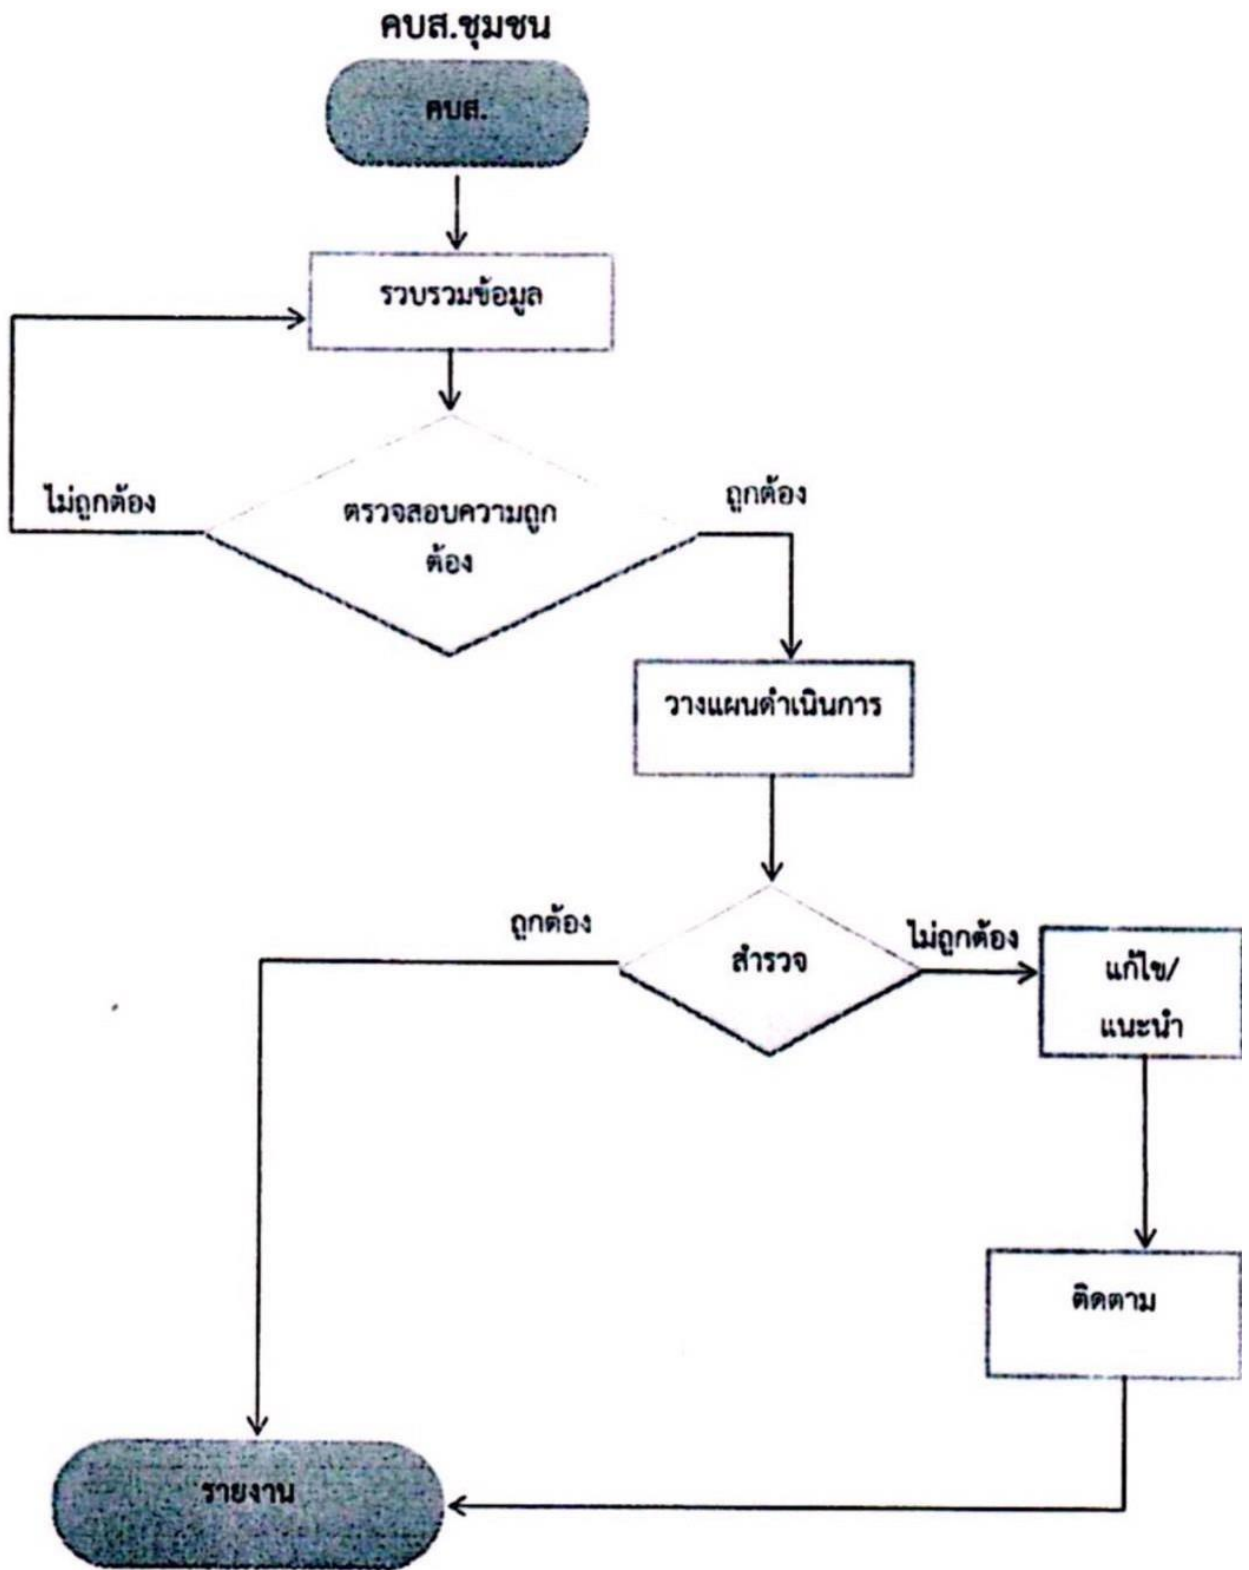 คบส.ชุมชน
คบส.
รวบรวมข้อมูล
ไม่ถูกต้อง
ตรวจสอบความถูก
ต้อง
ถูกต้อง
วางแผนดำเนินการ
ถูกต้อง
สำรวจ
ไม่ถูกต้อง
แก้ไข/
แนะนำ
ติดตาม
รายงาน